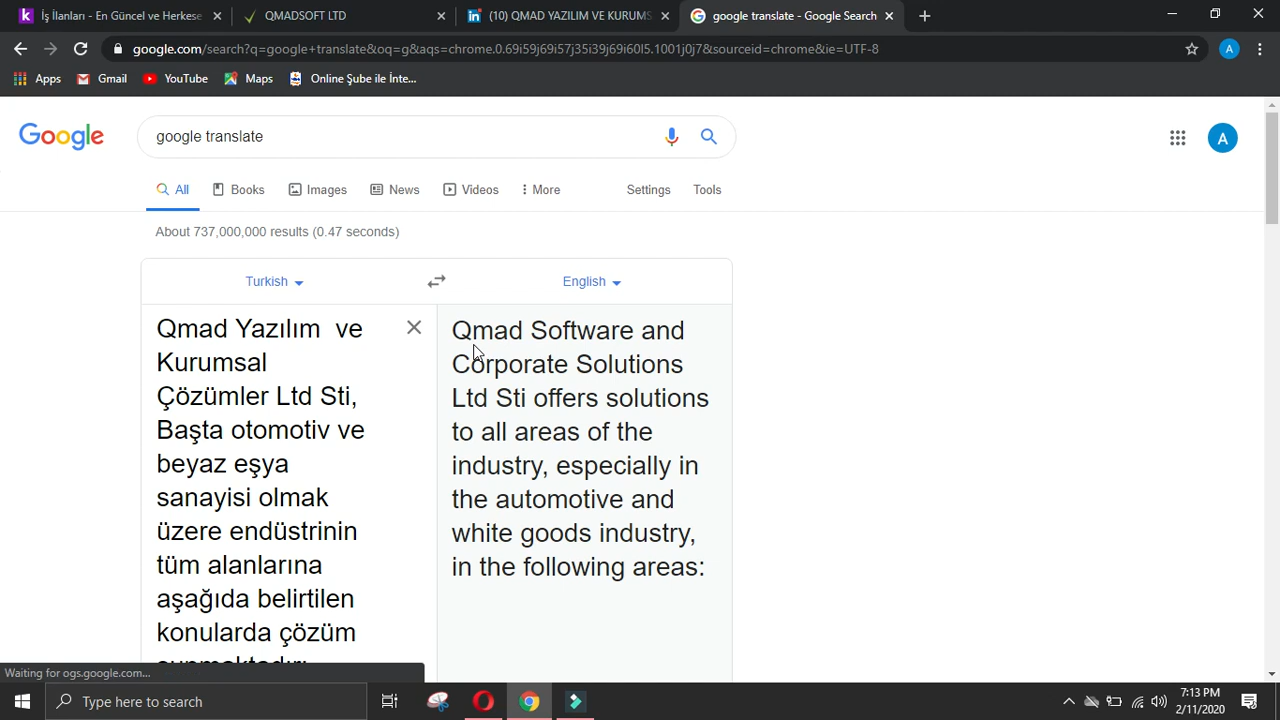 İş İlanları - En Güncel ve Herkese
QMADSOFT LTD
(10) QMAD YAZILIM VE KURUMS
google translate - Google Search
google.com/search?q=google+translate&oq=g&aqs=chrome.0.69i59j69i57j35i39j69i60l5.1001j0j7&sourceid=chrome&ie=UTF-8
A
Apps Gmail YouTube Maps Online Şube ile İnte...
Google
google translate
A
All Books Images News Videos More Settings Tools
About 737,000,000 results (0.47 seconds)
Turkish
English
Qmad Yazılım ve
Kurumsal
Çözümler Ltd Sti,
Başta otomotiv ve
beyaz eşya
sanayisi olmak
üzere endüstrinin
tüm alanlarına
aşağıda belirtilen
konularda çözüm
sunmaktadır:
Qmad Software and
Corporate Solutions
Ltd Sti offers solutions
to all areas of the
industry, especially in
the automotive and
white goods industry,
in the following areas:
Waiting for ogs.google.com...
Type here to search
7:13 PM
2/11/2020